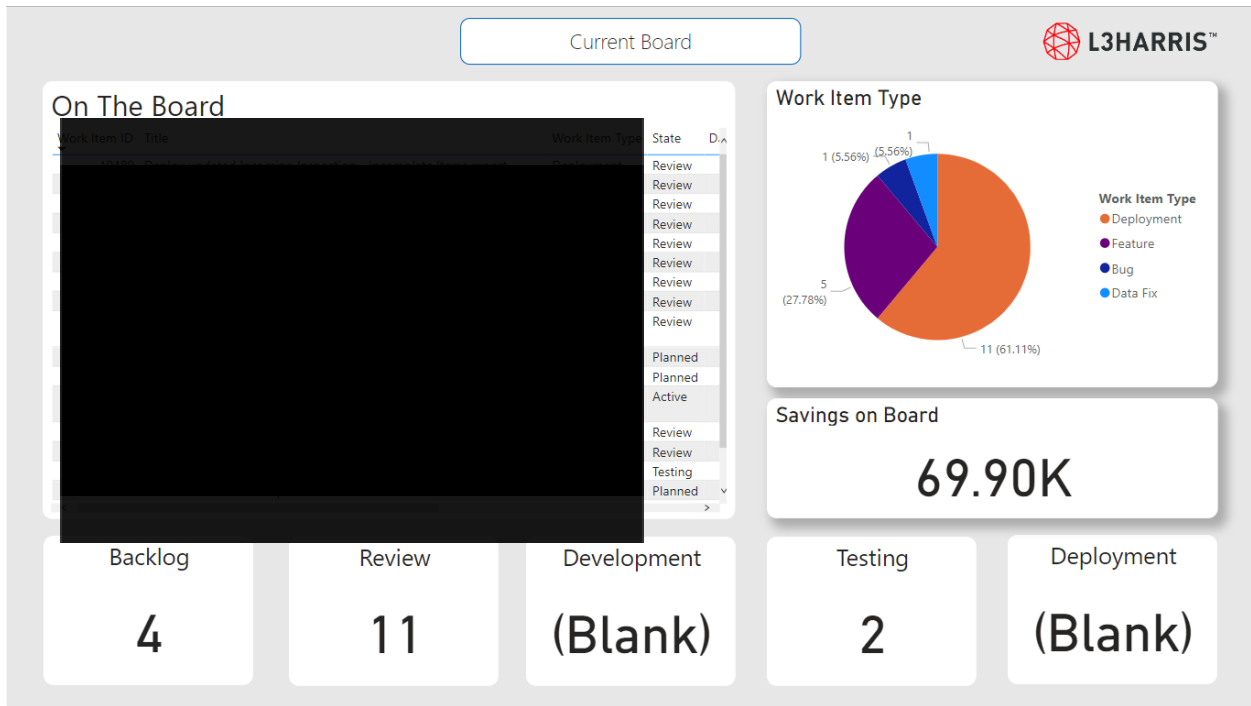 Current Board
L3HARRIS™
On The Board
Work Item ID Title Work Item Type State D..
Review
Review
Review
Review
Review
Review
Review
Review
Review
Planned
Planned
Active
Review
Review
Testing
Planned
Work Item Type
1
1 (5.56%) (5.56%)
5
(27.78%)
11 (61.11%)
Work Item Type
Deployment
Feature
Bug
Data Fix
Savings on Board
69.90K
Backlog
4
Review
11
Development
(Blank)
Testing
2
Deployment
(Blank)